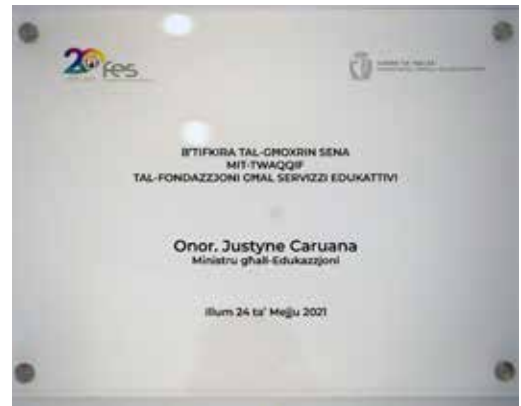 20 fes
B'TIFKIRA TAL-GĦOXRIN SENA
MIT-TWAQQIF
TAL-FONDAZZJONI GĦAL SERVIZZI EDUKATTIVI
Onor. Justyne Caruana
Ministru għall-Edukazzjoni
Illum 24 ta' Mejju 2021